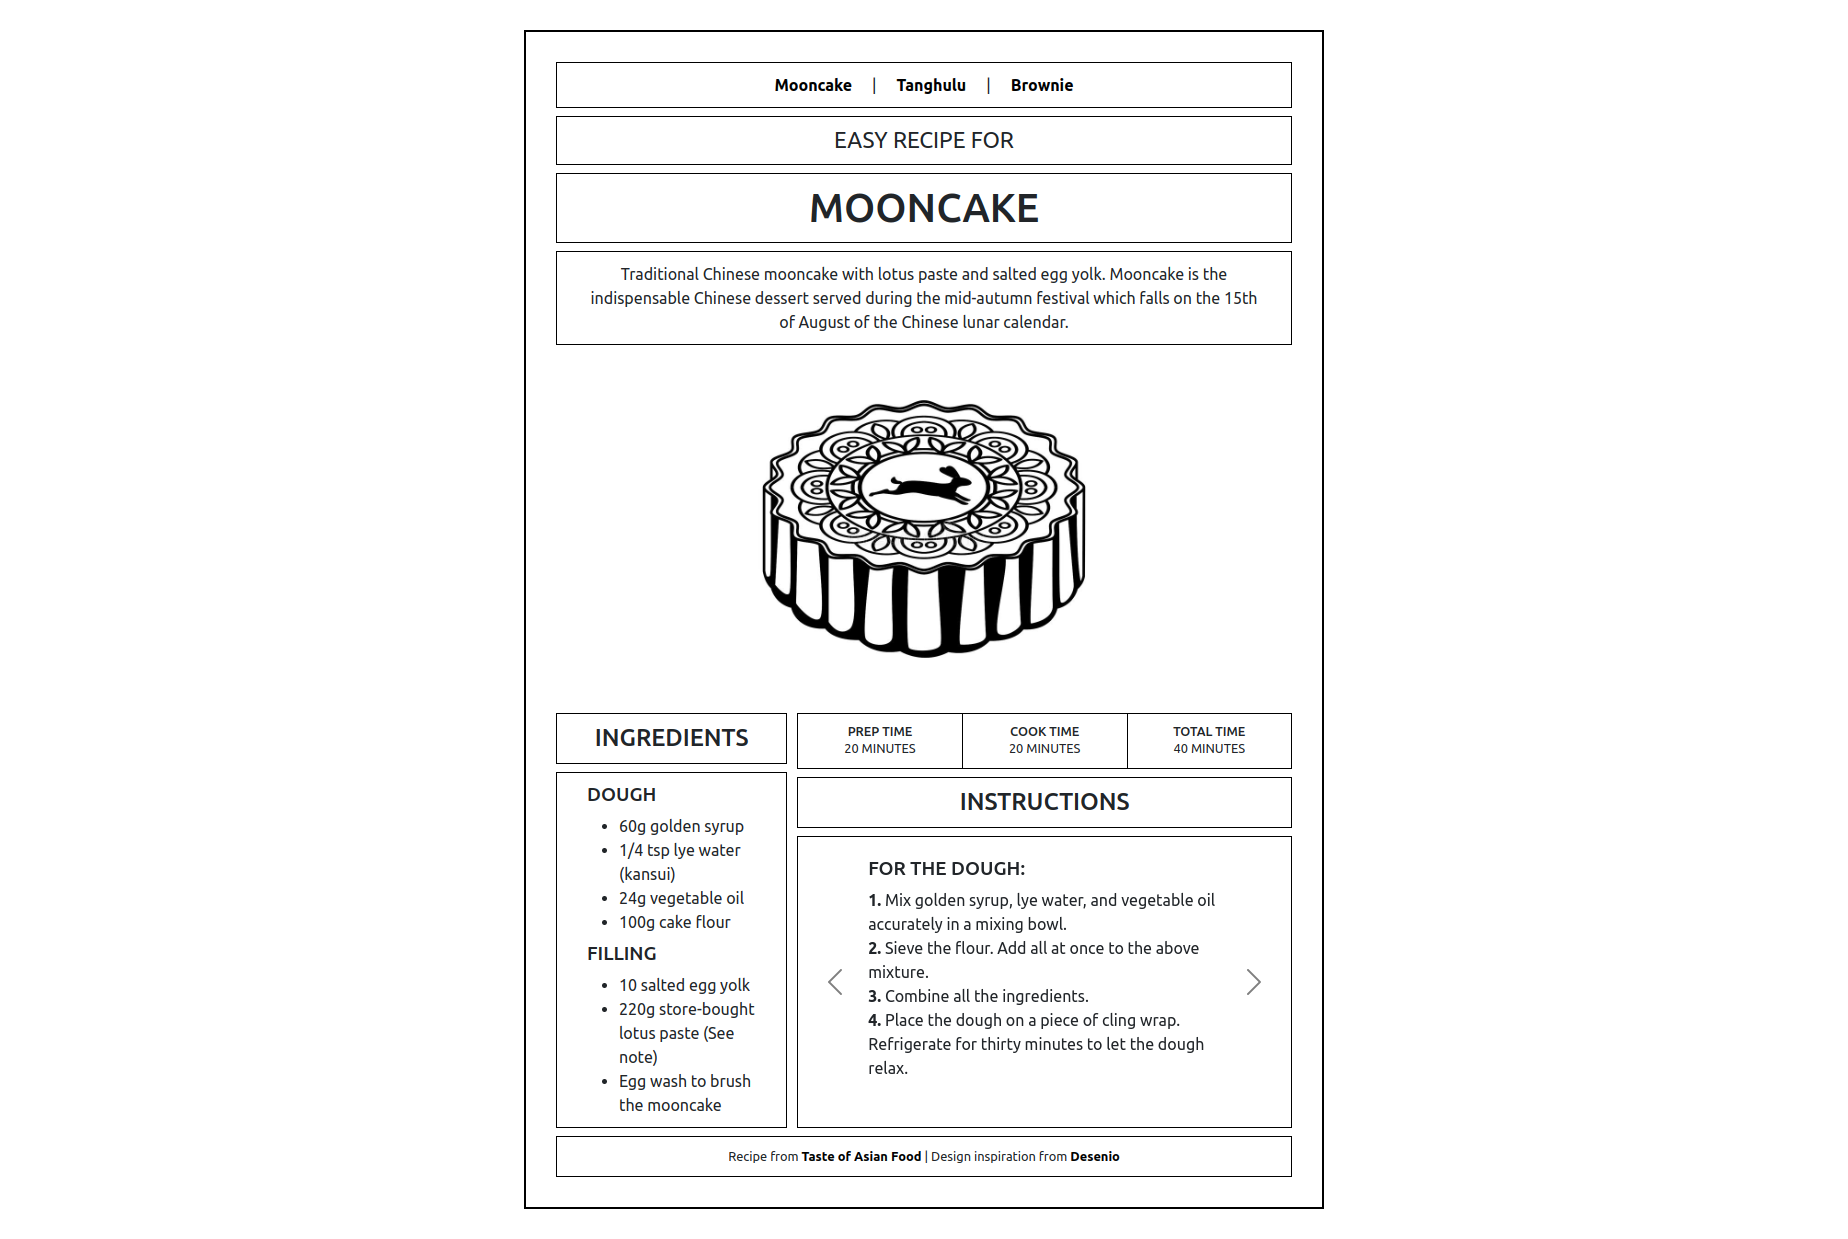 Mooncake | Tanghulu | Brownie
EASY RECIPE FOR
MOONCAKE
Traditional Chinese mooncake with lotus paste and salted egg yolk. Mooncake is the
indispensable Chinese dessert served during the mid-autumn festival which falls on the 15th
of August of the Chinese lunar calendar.
INGREDIENTS
DOUGH
• 60g golden syrup
• 1/4 tsp lye water
(kansui)
• 24g vegetable oil
• 100g cake flour
FILLING
• 10 salted egg yolk
• 220g store-bought
lotus paste (See
note)
• Egg wash to brush
the mooncake
PREP TIME
20 MINUTES
COOK TIME
20 MINUTES
TOTAL TIME
40 MINUTES
INSTRUCTIONS
FOR THE DOUGH:
1. Mix golden syrup, lye water, and vegetable oil
accurately in a mixing bowl.
2. Sieve the flour. Add all at once to the above
mixture.
3. Combine all the ingredients.
4. Place the dough on a piece of cling wrap.
Refrigerate for thirty minutes to let the dough
relax.
Recipe from Taste of Asian Food | Design inspiration from Desenio